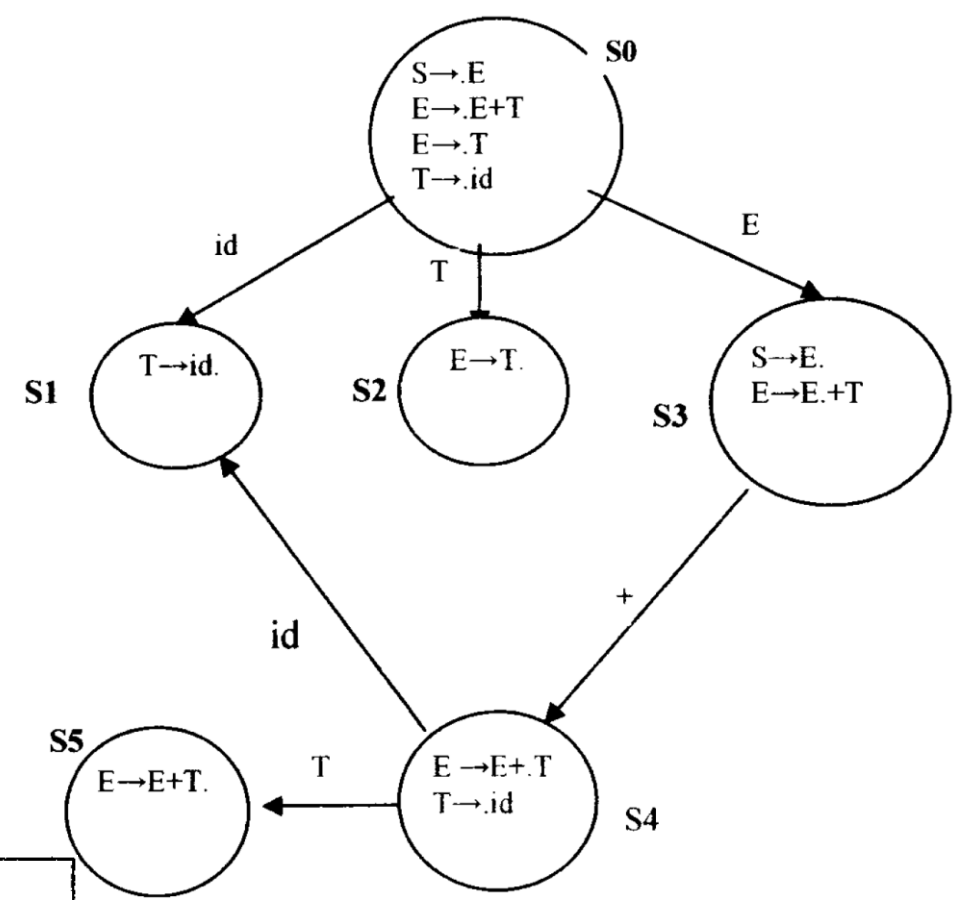 S0
S→.E
E→.E+T
E→.T
T→.id
id
T
E
S1
T→id.
S2
E→T.
S3
S→E.
E→E.+T
+
id
S5
E→E+T.
T
E→E+.T
T→.id
S4